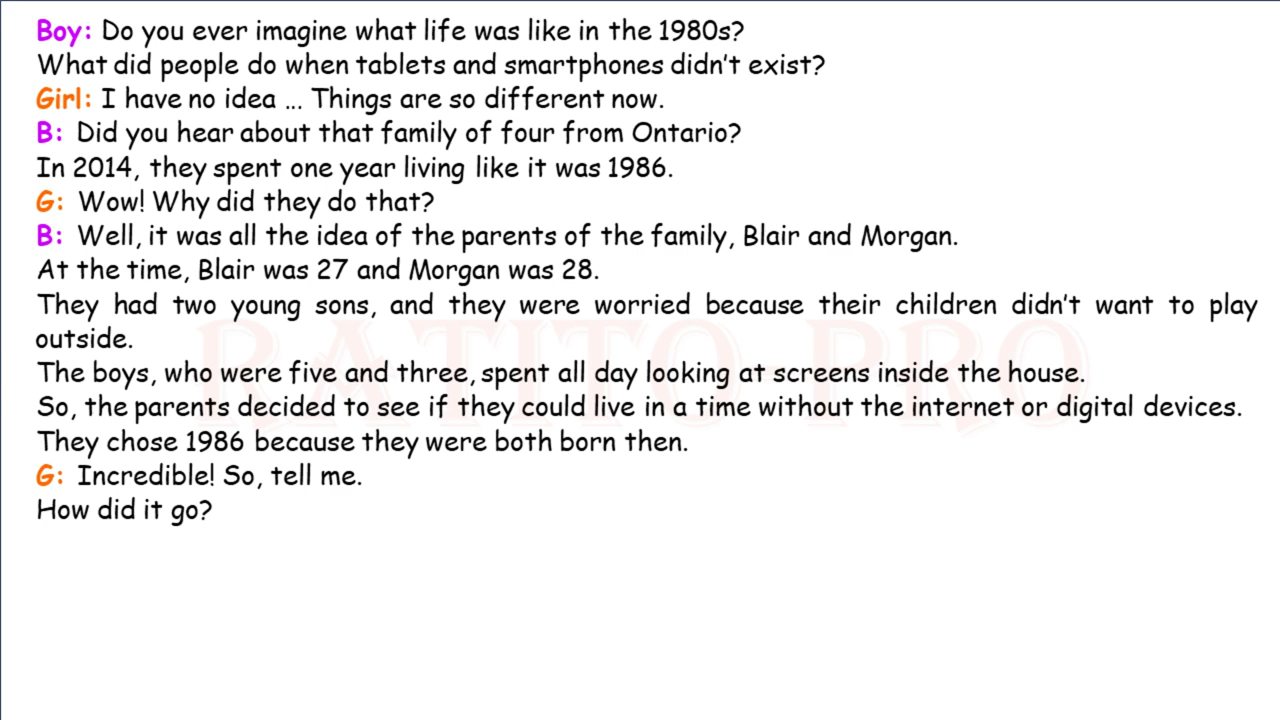 Boy: Do you ever imagine what life was like in the 1980s?
What did people do when tablets and smartphones didn't exist?
Girl: I have no idea ... Things are so different now.
B: Did you hear about that family of four from Ontario?
In 2014, they spent one year living like it was 1986.
G: Wow! Why did they do that?
B: Well, it was all the idea of the parents of the family, Blair and Morgan.
At the time, Blair was 27 and Morgan was 28.
They had two young sons, and they were worried because their children didn't want to play
outside.
RATITO PRO
The boys, who were five and three, spent all day looking at screens inside the house.
So, the parents decided to see if they could live in a time without the internet or digital devices.
They chose 1986 because they were both born then.
G: Incredible! So, tell me.
How did it go?